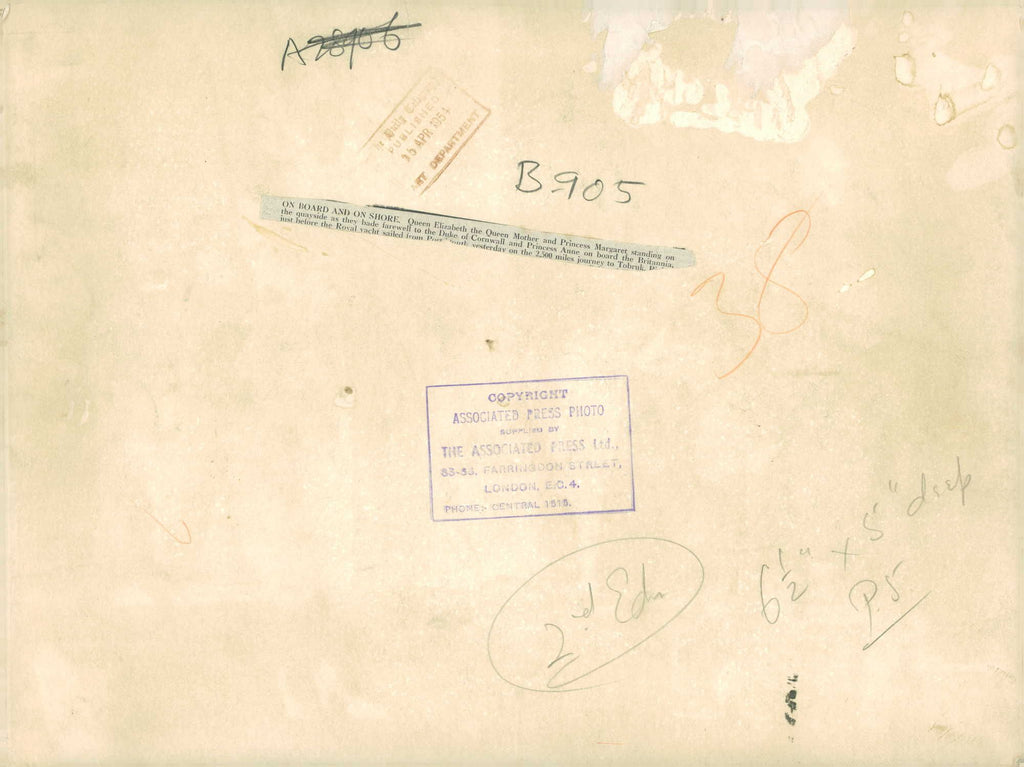 A28106
PUBLISHED
15 APR 1954
ART DEPARTMENT
B905
ON BOARD AND ON SHORE. Queen Elizabeth the Queen Mother and Princess Margaret standing on
the quayside as they bade farewell to the Duke of Cornwall and Princess Anne on board the Britannia,
just before the Royal yacht sailed from yesterday on the 2,500 miles journey to Tobruk,
38
COPYRIGHT
ASSOCIATED PRESS PHOTO
SUPPLIED BY
THE ASSOCIATED PRESS Ltd.,
83-86, FARRINGDON STREET,
LONDON, E.C.4.
PHONE:- CENTRAL 1515.
6½" x 5" deep
P.5.
2nd Edn